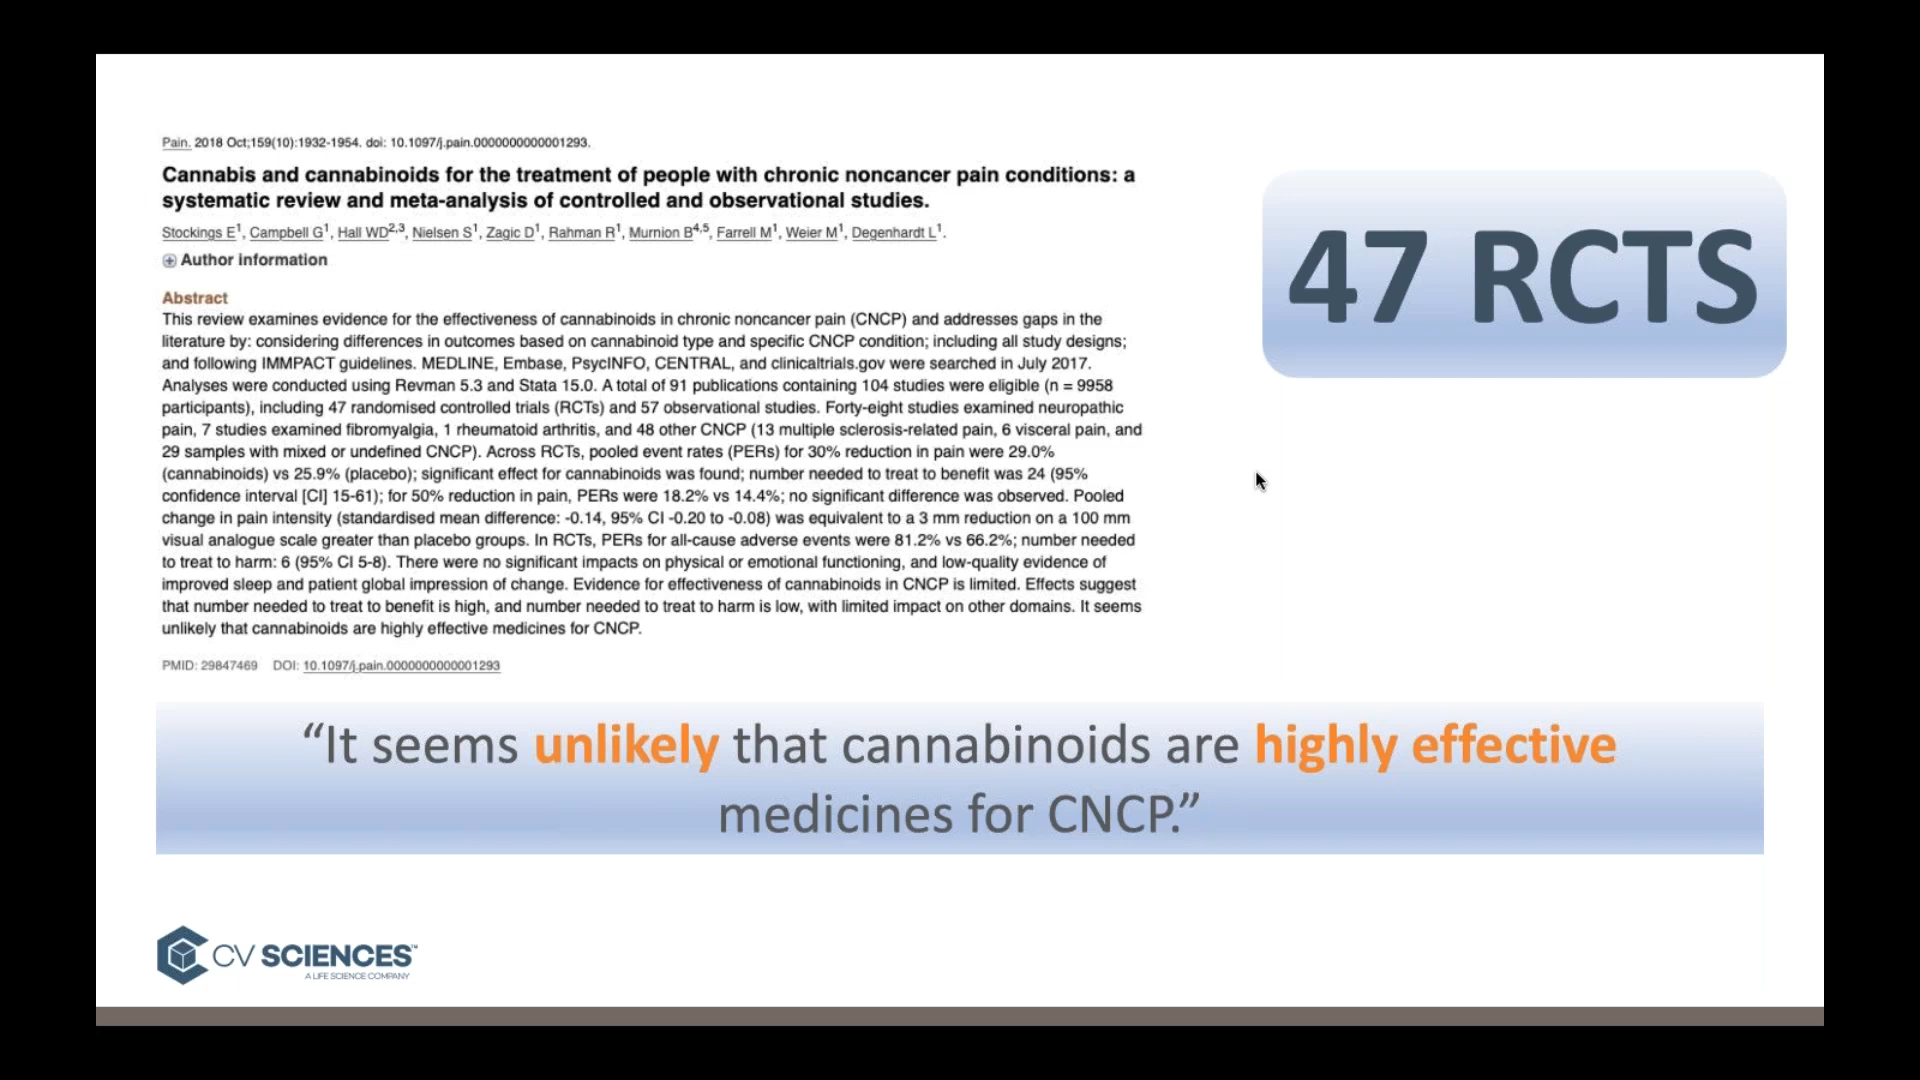 Pain. 2018 Oct;159(10):1932-1954. doi: 10.1097/j.pain.0000000000001293.
Cannabis and cannabinoids for the treatment of people with chronic noncancer pain conditions: a
systematic review and meta-analysis of controlled and observational studies.
Stockings E1, Campbell G1, Hall WD2,3, Nielsen S1, Zagic D1, Rahman R1, Murnion B4,5, Farrell M1, Weier M1, Degenhardt L1.
Author information
Abstract
This review examines evidence for the effectiveness of cannabinoids in chronic noncancer pain (CNCP) and addresses gaps in the
literature by: considering differences in outcomes based on cannabinoid type and specific CNCP condition; including all study designs;
and following IMMPACT guidelines. MEDLINE, Embase, PsycINFO, CENTRAL, and clinicaltrials.gov were searched in July 2017.
Analyses were conducted using Revman 5.3 and Stata 15.0. A total of 91 publications containing 104 studies were eligible (n = 9958
participants), including 47 randomised controlled trials (RCTs) and 57 observational studies. Forty-eight studies examined neuropathic
pain, 7 studies examined fibromyalgia, 1 rheumatoid arthritis, and 48 other CNCP (13 multiple sclerosis-related pain, 6 visceral pain, and
29 samples with mixed or undefined CNCP). Across RCTs, pooled event rates (PERs) for 30% reduction in pain were 29.0%
(cannabinoids) vs 25.9% (placebo); significant effect for cannabinoids was found; number needed to treat to benefit was 24 (95%
confidence interval [CI] 15-61); for 50% reduction in pain, PERs were 18.2% vs 14.4%; no significant difference was observed. Pooled
change in pain intensity (standardised mean difference: -0.14, 95% CI -0.20 to -0.08) was equivalent to a 3 mm reduction on a 100 mm
visual analogue scale greater than placebo groups. In RCTs, PERs for all-cause adverse events were 81.2% vs 66.2%; number needed
to treat to harm: 6 (95% CI 5-8). There were no significant impacts on physical or emotional functioning, and low-quality evidence of
improved sleep and patient global impression of change. Evidence for effectiveness of cannabinoids in CNCP is limited. Effects suggest
that number needed to treat to benefit is high, and number needed to treat to harm is low, with limited impact on other domains. It seems
unlikely that cannabinoids are highly effective medicines for CNCP.
PMID: 29847469 DOI: 10.1097/j.pain.0000000000001293
47 RCTS
“It seems unlikely that cannabinoids are highly effective
medicines for CNCP.”
CV SCIENCES™
A LIFE SCIENCE COMPANY